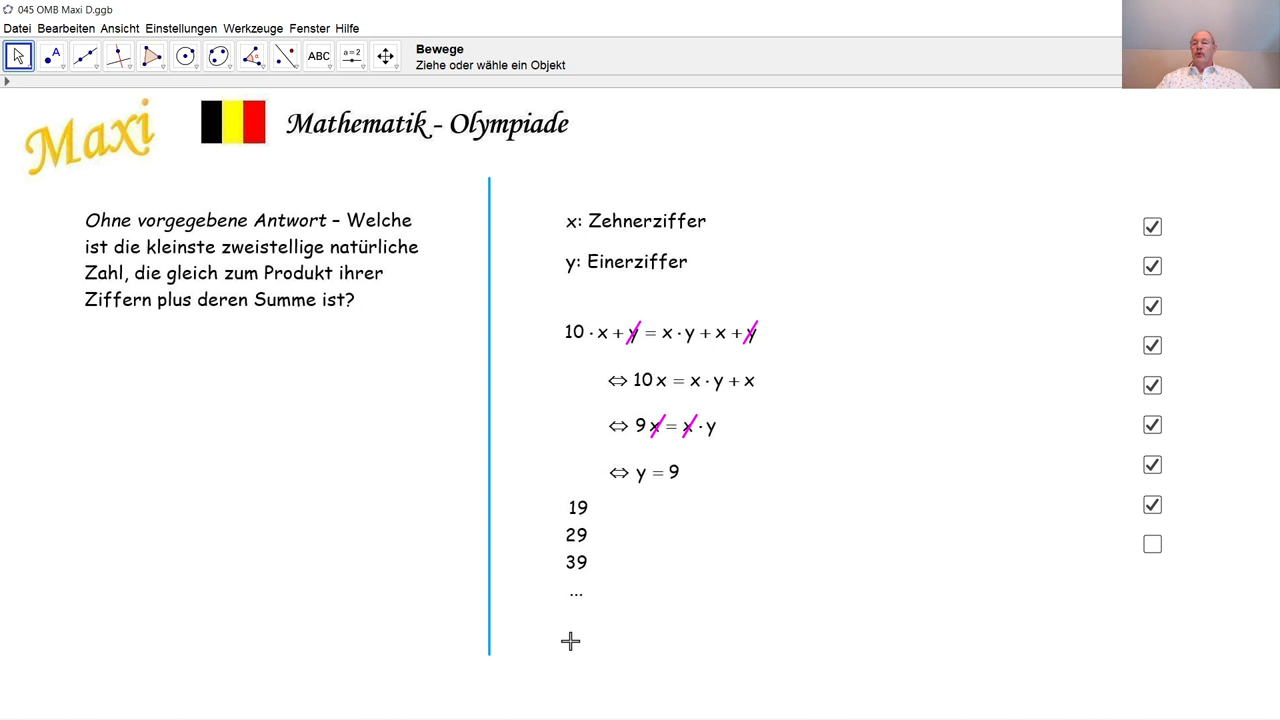 045 OMB Maxi D.ggb
Datei Bearbeiten Ansicht Einstellungen Werkzeuge Fenster Hilfe
A
ABC
a=2
Bewege
Ziehe oder wähle ein Objekt
Maxi
Mathematik - Olympiade
Ohne vorgegebene Antwort – Welche
ist die kleinste zweistellige natürliche
Zahl, die gleich zum Produkt ihrer
Ziffern plus deren Summe ist?
x: Zehnerziffer
y: Einerziffer
10 · x + y = x · y + x + y
⇔ 10 x = x · y + x
⇔ 9 x = x · y
⇔ y = 9
19
29
39
...